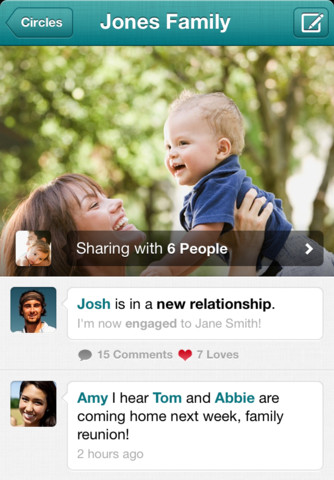 Circles
Jones Family
Sharing with 6 People
Josh is in a new relationship.
I'm now engaged to Jane Smith!
15 Comments 7 Loves
Amy I hear Tom and Abbie are
coming home next week, family
reunion!
2 hours ago